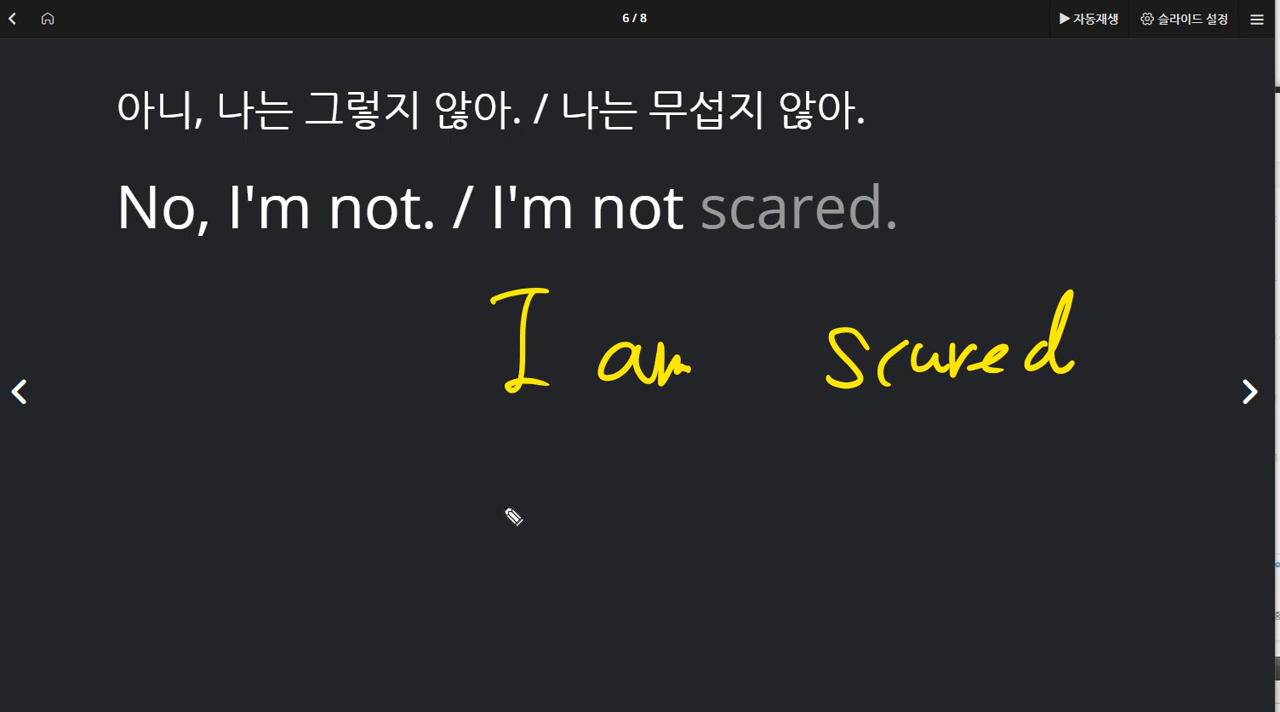 6 / 8
▶ 자동재생
슬라이드 설정
아니, 나는 그렇지 않아. / 나는 무섭지 않아.
No, I'm not. / I'm not scared.
I am scared